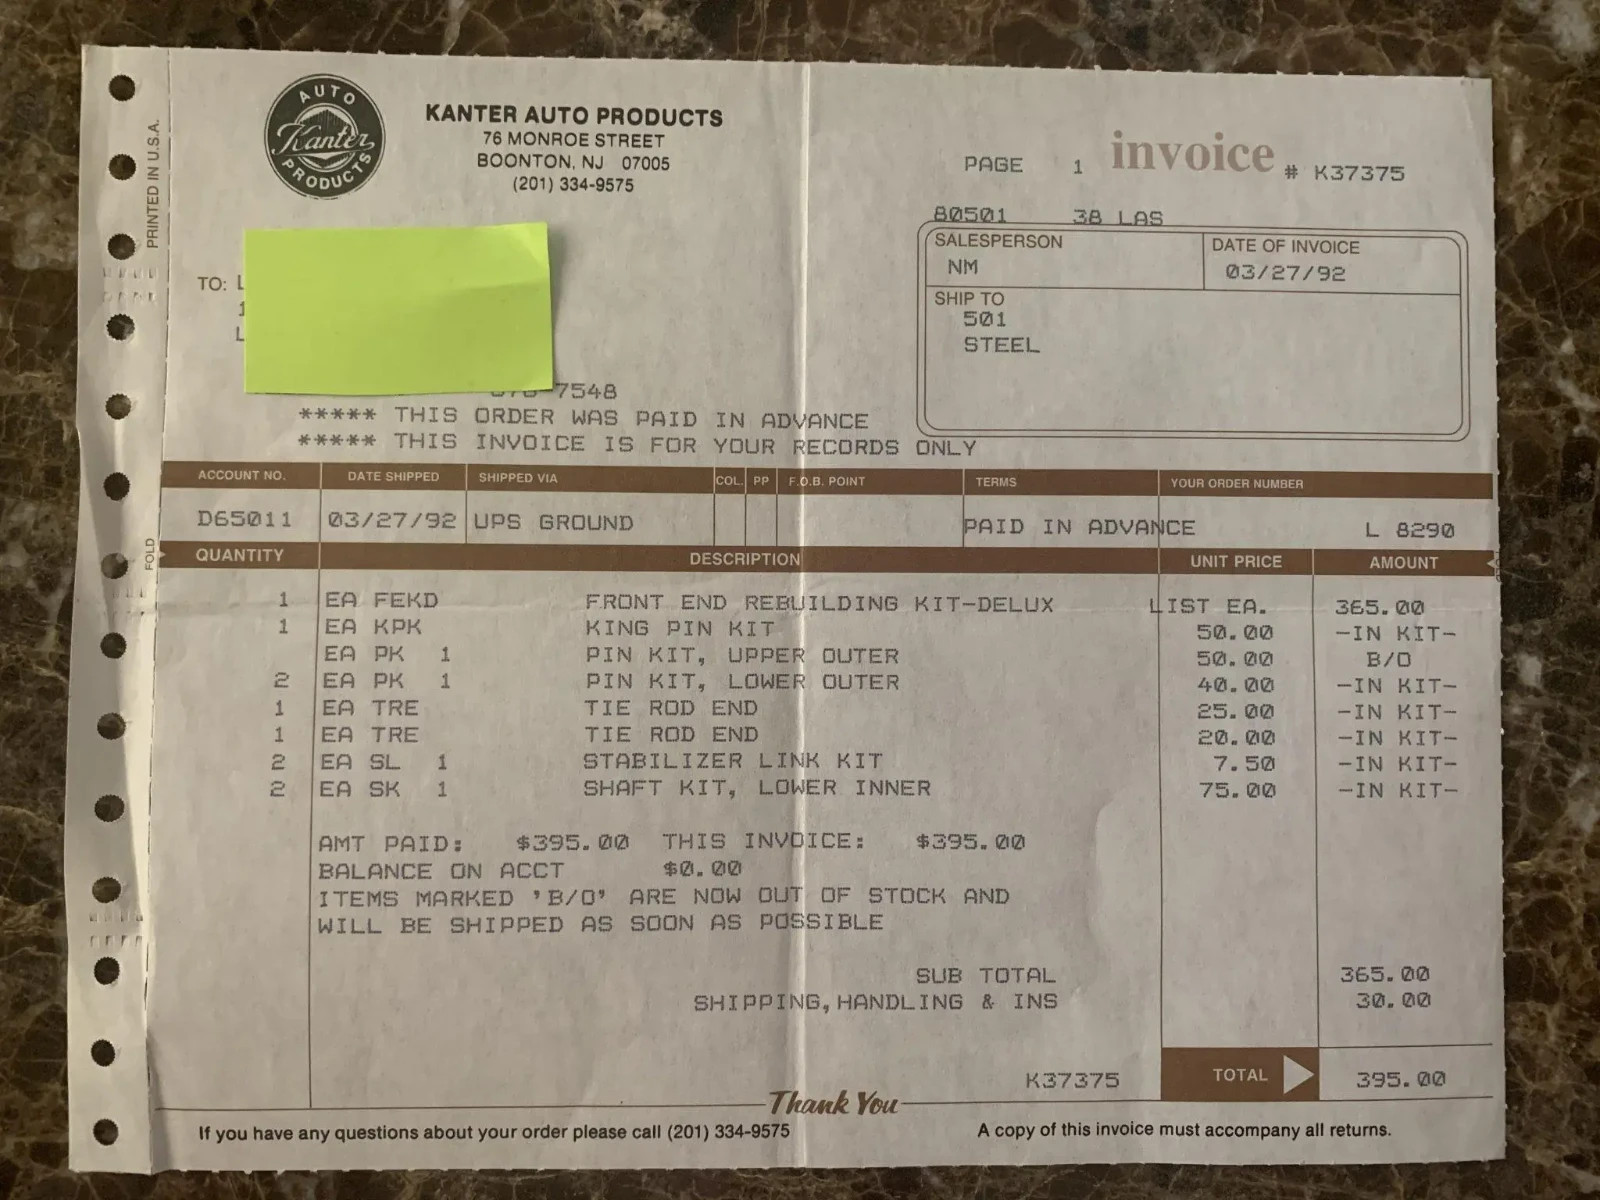 AUTO
Kanter
PRODUCTS
KANTER AUTO PRODUCTS
76 MONROE STREET
BOONTON, NJ 07005
(201) 334-9575
PRINTED IN U.S.A.
PAGE 1 invoice # K37375
80501 38 LAS
SALESPERSON DATE OF INVOICE
NM 03/27/92
SHIP TO
501
STEEL
TO: L
1
L
7548
***** THIS ORDER WAS PAID IN ADVANCE
***** THIS INVOICE IS FOR YOUR RECORDS ONLY
ACCOUNT NO. DATE SHIPPED SHIPPED VIA COL. PP F.O.B. POINT TERMS YOUR ORDER NUMBER
D65011 03/27/92 UPS GROUND PAID IN ADVANCE L 8290
FOLD
QUANTITY DESCRIPTION UNIT PRICE AMOUNT
1 EA FEKD FRONT END REBUILDING KIT-DELUX LIST EA. 365.00
1 EA KPK KING PIN KIT 50.00 -IN KIT-
EA PK 1 PIN KIT, UPPER OUTER 50.00 B/O
2 EA PK 1 PIN KIT, LOWER OUTER 40.00 -IN KIT-
1 EA TRE TIE ROD END 25.00 -IN KIT-
1 EA TRE TIE ROD END 20.00 -IN KIT-
2 EA SL 1 STABILIZER LINK KIT 7.50 -IN KIT-
2 EA SK 1 SHAFT KIT, LOWER INNER 75.00 -IN KIT-
AMT PAID: $395.00 THIS INVOICE: $395.00
BALANCE ON ACCT $0.00
ITEMS MARKED 'B/O' ARE NOW OUT OF STOCK AND
WILL BE SHIPPED AS SOON AS POSSIBLE
SUB TOTAL 365.00
SHIPPING,HANDLING & INS 30.00
K37375 TOTAL 395.00
Thank You
If you have any questions about your order please call (201) 334-9575
A copy of this invoice must accompany all returns.